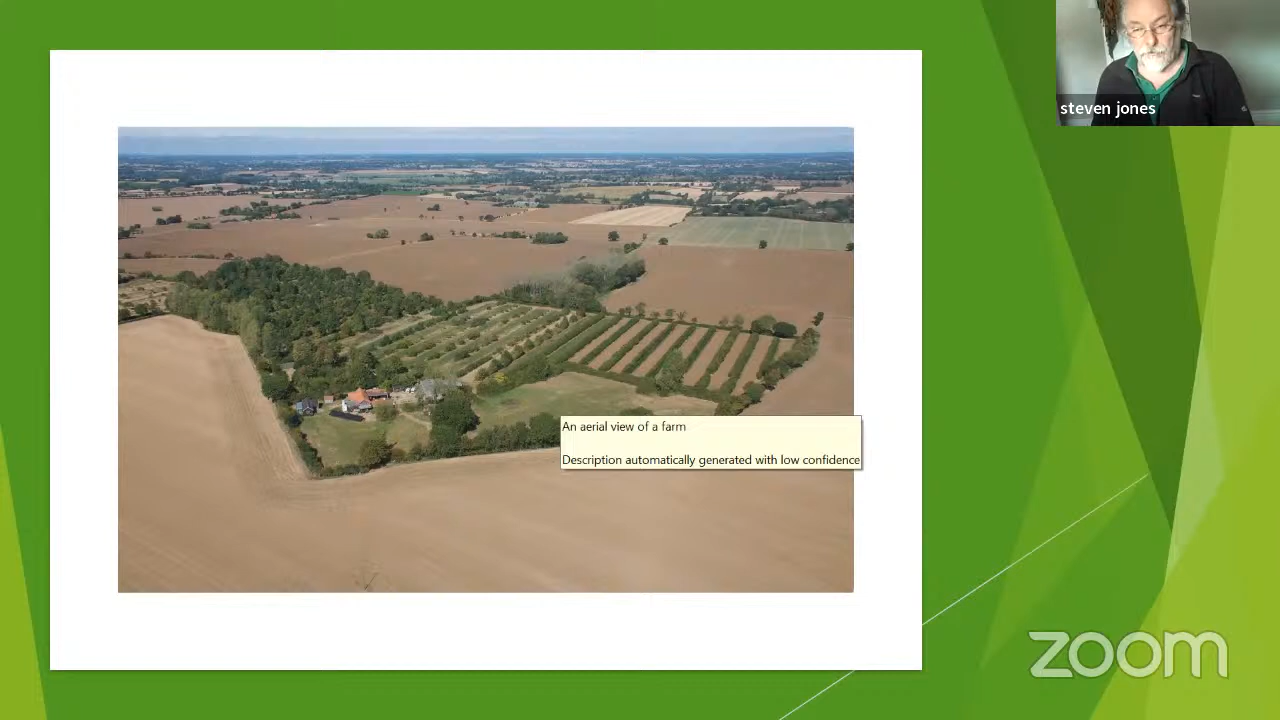 steven jones
An aerial view of a farm
Description automatically generated with low confidence
zoom